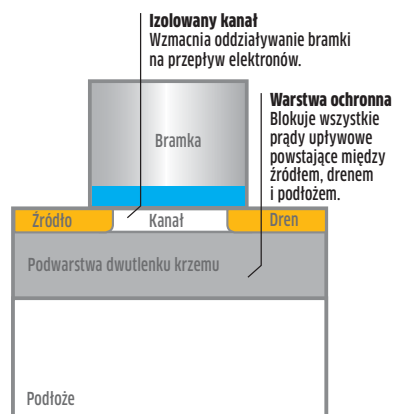 Izolowany kanał
Wzmacnia oddziaływanie bramki
na przepływ elektronów.
Warstwa ochronna
Blokuje wszystkie
prądy upływowe
powstające między
źródłem, drenem
i podłożem.
Bramka
Źródło
Kanał
Dren
Podwarstwa dwutlenku krzemu
Podłoże